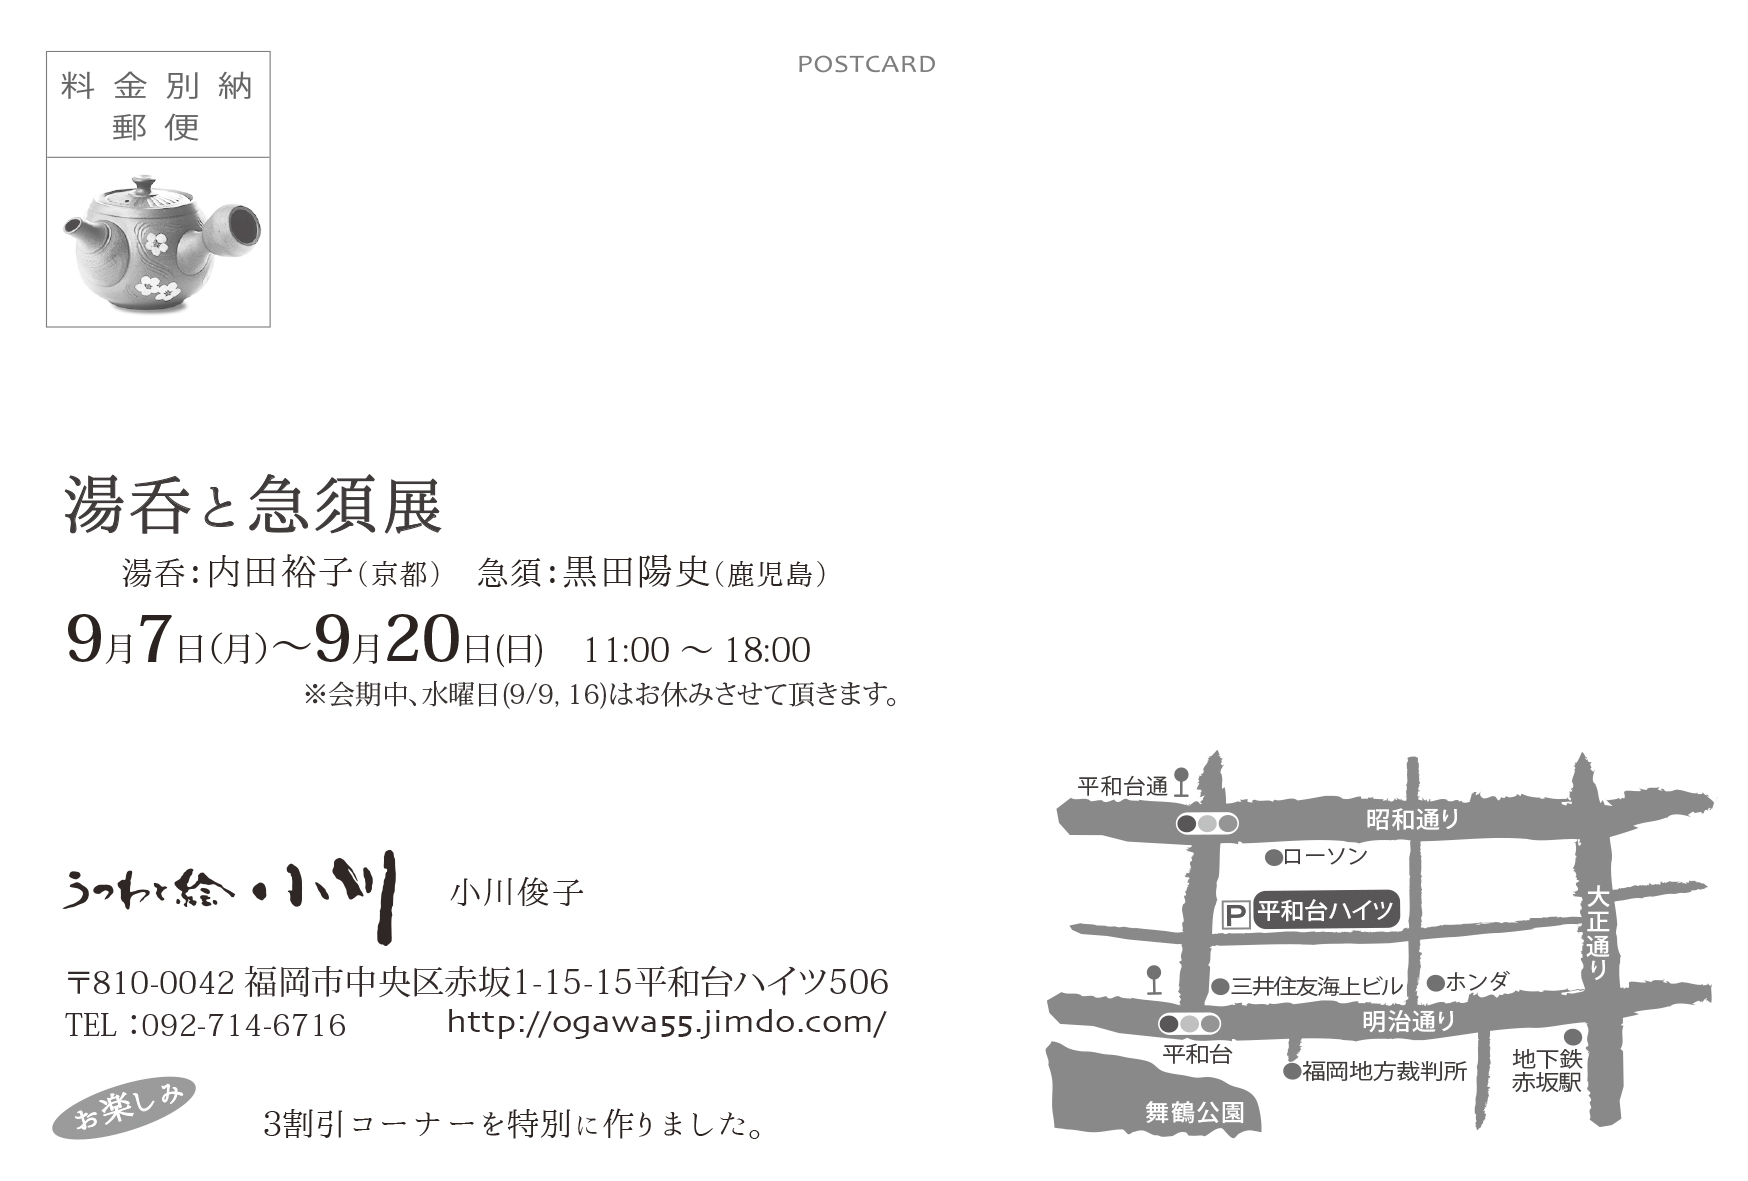 POSTCARD
料金別納
郵便
湯呑と急須展
湯呑：内田裕子（京都）　急須：黒田陽史（鹿児島）
9月7日（月）〜9月20日(日)　11:00 〜 18:00
※会期中、水曜日(9/9, 16)はお休みさせて頂きます。
うつわと絵・小川　小川俊子
〒810-0042 福岡市中央区赤坂1-15-15平和台ハイツ506
TEL：092-714-6716　http://ogawa55.jimdo.com/
お楽しみ　3割引コーナーを特別に作りました。
平和台通
昭和通り
ローソン
P 平和台ハイツ
大正通り
三井住友海上ビル
ホンダ
明治通り
平和台
福岡地方裁判所
地下鉄
赤坂駅
舞鶴公園